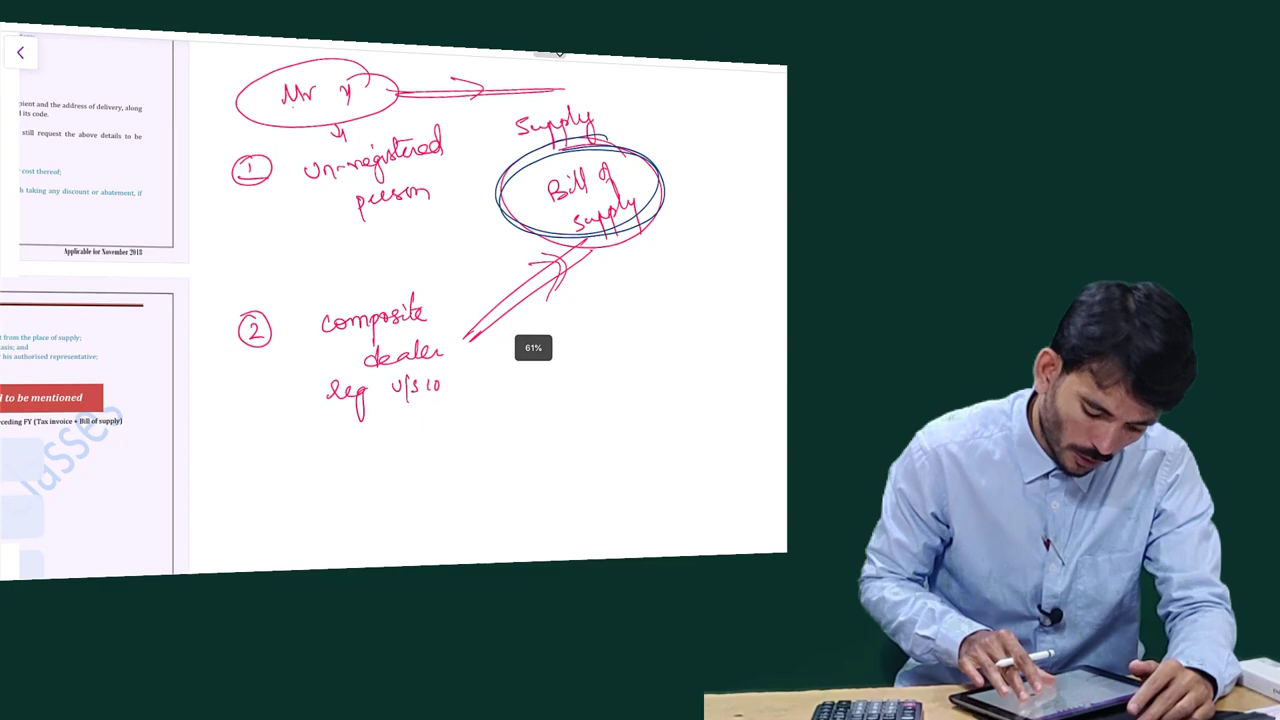 pient and the address of delivery, along
d its code.
still request the above details to be
cost thereof;
h taking any discount or abatement, if
Applicable for November 2018
t from the place of supply;
asis; and
his authorised representative;
d to be mentioned
ceding FY (Tax invoice + Bill of supply)
lasses
Mr Y
1
un-registered
person
Supply
Bill of
supply
2
composite
dealer
reg u/s 10
61%